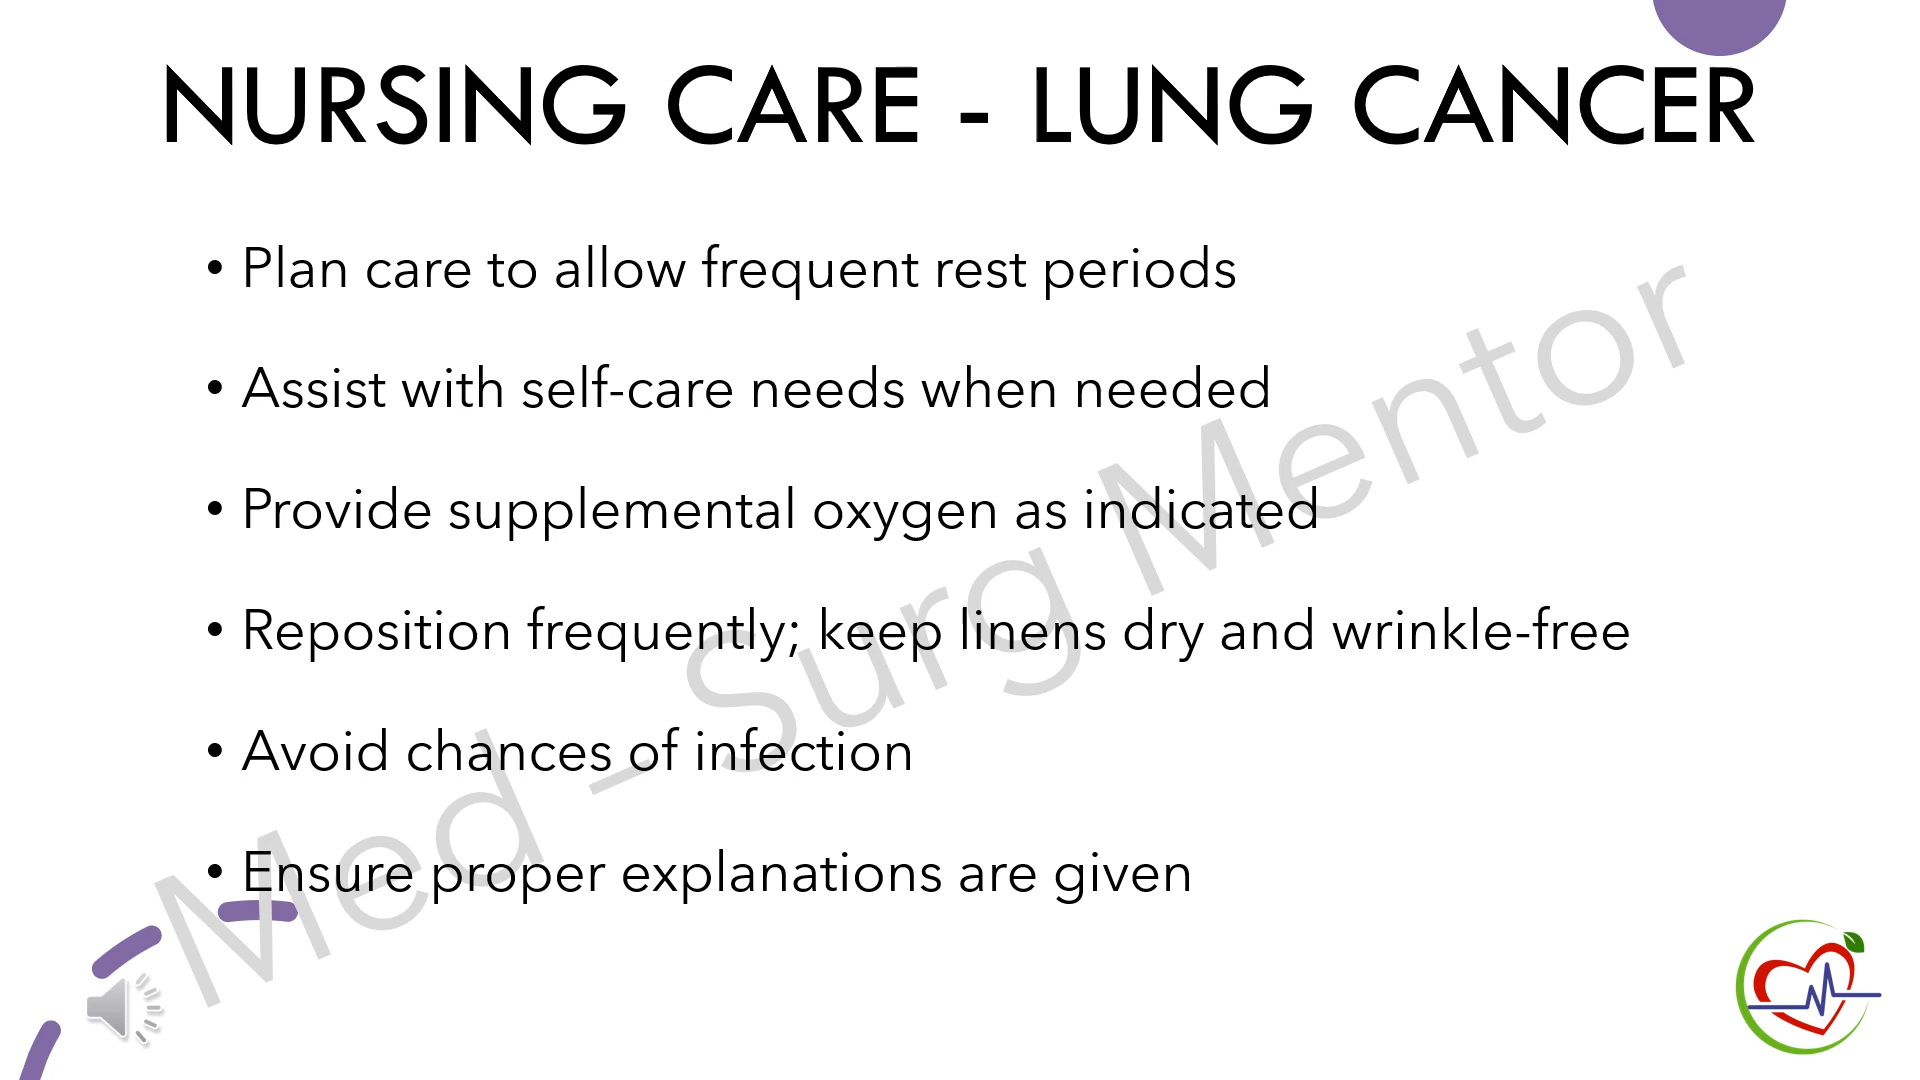 NURSING CARE - LUNG CANCER
• Plan care to allow frequent rest periods
• Assist with self-care needs when needed
• Provide supplemental oxygen as indicated
• Reposition frequently; keep linens dry and wrinkle-free
• Avoid chances of infection
• Ensure proper explanations are given
Med – Surg Mentor